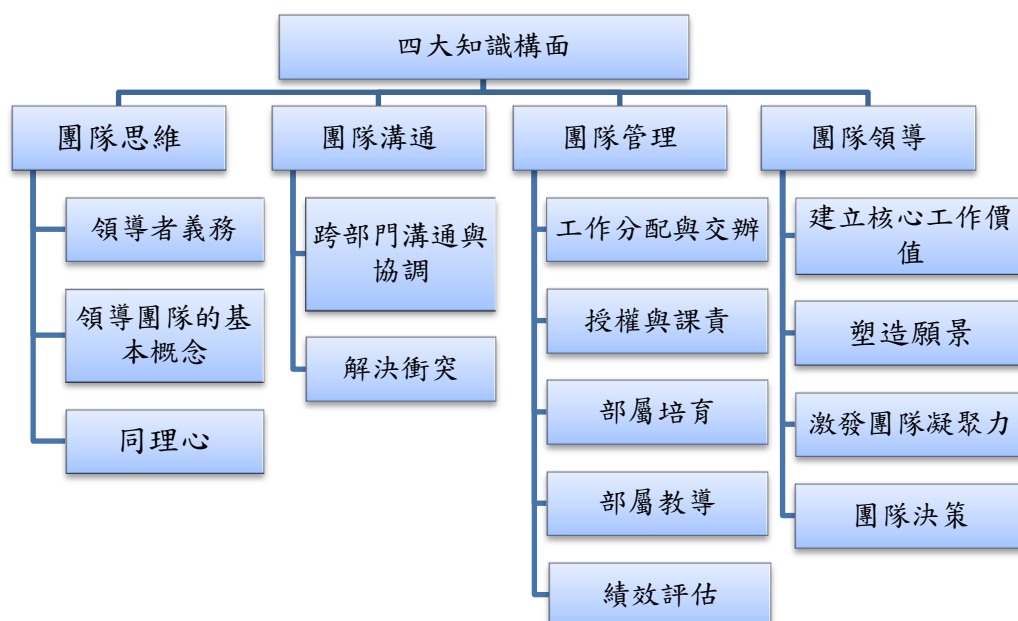 四大知識構面
團隊思維
領導者義務
領導團隊的基
本概念
同理心
團隊溝通
跨部門溝通與
協調
解決衝突
團隊管理
工作分配與交辦
授權與課責
部屬培育
部屬教導
績效評估
團隊領導
建立核心工作價
值
塑造願景
激發團隊凝聚力
團隊決策